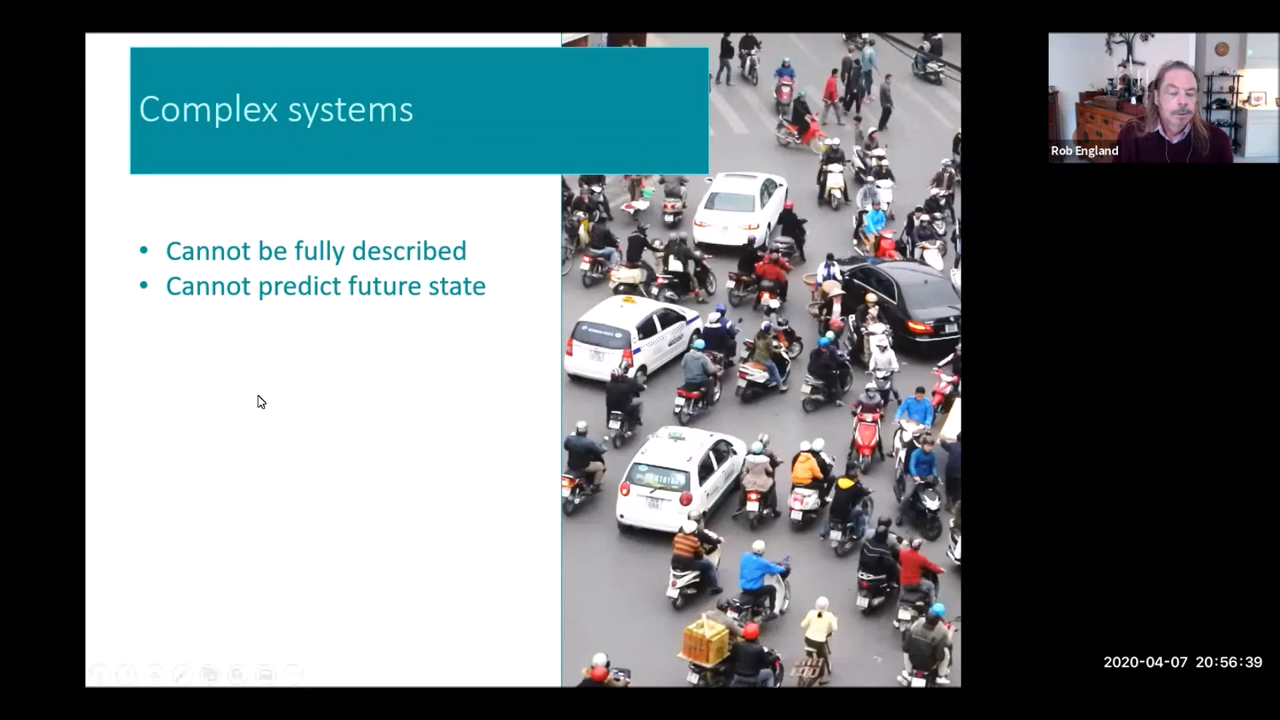 Complex systems
• Cannot be fully described
• Cannot predict future state
Rob England
2020-04-07 20:56:39